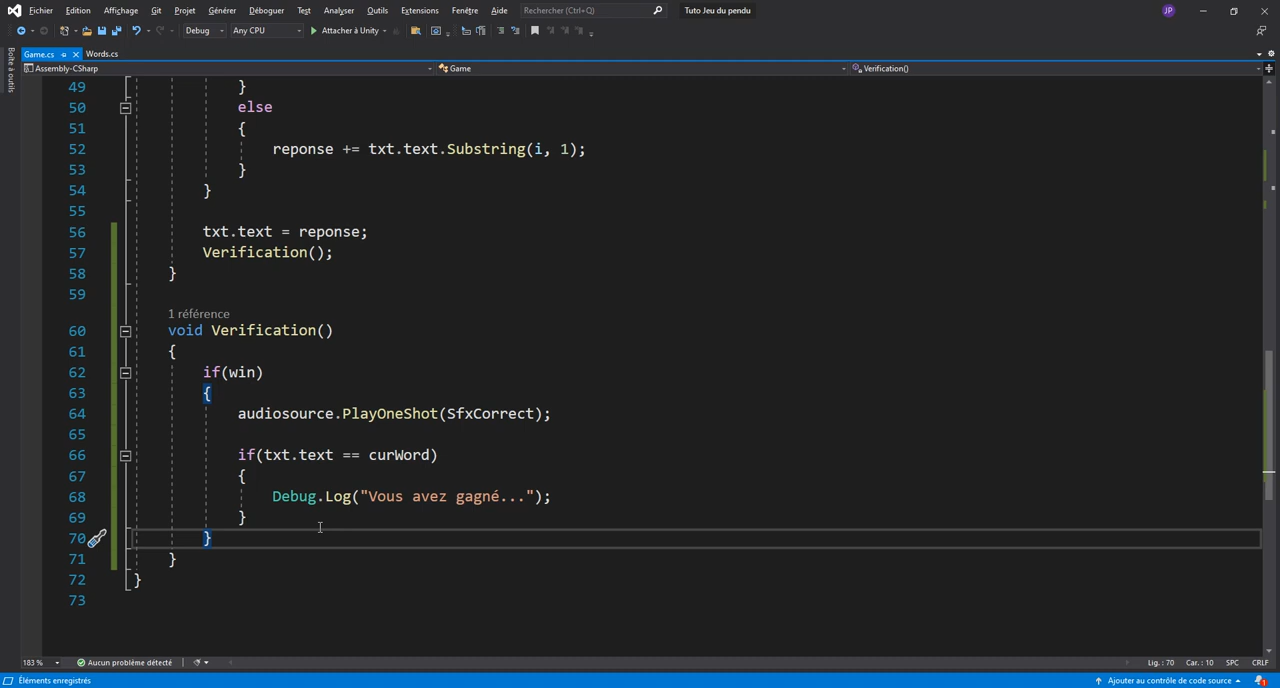 Fichier Edition Affichage Git Projet Générer Déboguer Test Analyser Outils Extensions Fenêtre Aide Rechercher (Ctrl+Q) Tuto Jeu du pendu JP
Debug Any CPU Attacher à Unity
Boîte à outils
Game.cs Words.cs
Assembly-CSharp Game Verification()
49 }
50 else
51 {
52 reponse += txt.text.Substring(i, 1);
53 }
54 }
55
56 txt.text = reponse;
57 Verification();
58 }
59
1 référence
60 void Verification()
61 {
62 if(win)
63 {
64 audiosource.PlayOneShot(SfxCorrect);
65
66 if(txt.text == curWord)
67 {
68 Debug.Log("Vous avez gagné...");
69 }
70 }
71 }
72 }
73
183 % Aucun problème détecté Lig. : 70 Car. : 10 SPC CRLF
Éléments enregistrés Ajouter au contrôle de code source 1